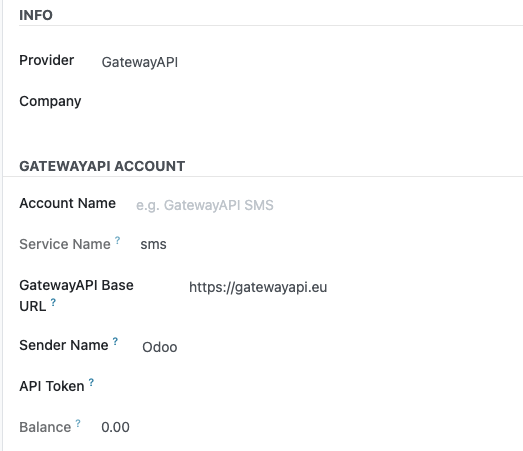 INFO
Provider GatewayAPI
Company
GATEWAYAPI ACCOUNT
Account Name e.g. GatewayAPI SMS
Service Name ? sms
GatewayAPI Base
URL ? https://gatewayapi.eu
Sender Name ? Odoo
API Token ?
Balance ? 0.00